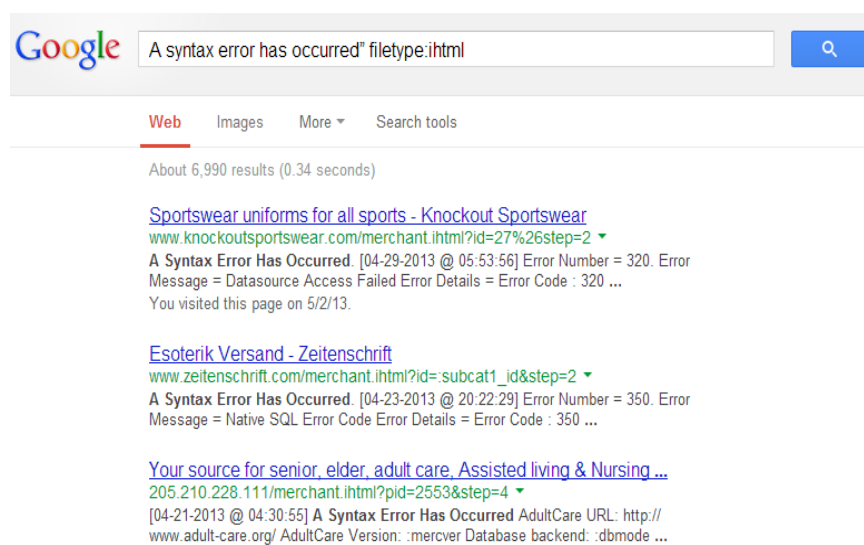 Google A syntax error has occurred” filetype:ihtml
Web Images More Search tools
About 6,990 results (0.34 seconds)
Sportswear uniforms for all sports - Knockout Sportswear
www.knockoutsportswear.com/merchant.ihtml?id=27%26step=2
A Syntax Error Has Occurred. [04-29-2013 @ 05:53:56] Error Number = 320. Error
Message = Datasource Access Failed Error Details = Error Code : 320 ...
You visited this page on 5/2/13.
Esoterik Versand - Zeitenschrift
www.zeitenschrift.com/merchant.ihtml?id=:subcat1_id&step=2
A Syntax Error Has Occurred. [04-23-2013 @ 20:22:29] Error Number = 350. Error
Message = Native SQL Error Code Error Details = Error Code : 350 ...
Your source for senior, elder, adult care, Assisted living & Nursing ...
205.210.228.111/merchant.ihtml?pid=2553&step=4
[04-21-2013 @ 04:30:55] A Syntax Error Has Occurred AdultCare URL: http://
www.adult-care.org/ AdultCare Version: :mercver Database backend: :dbmode ...